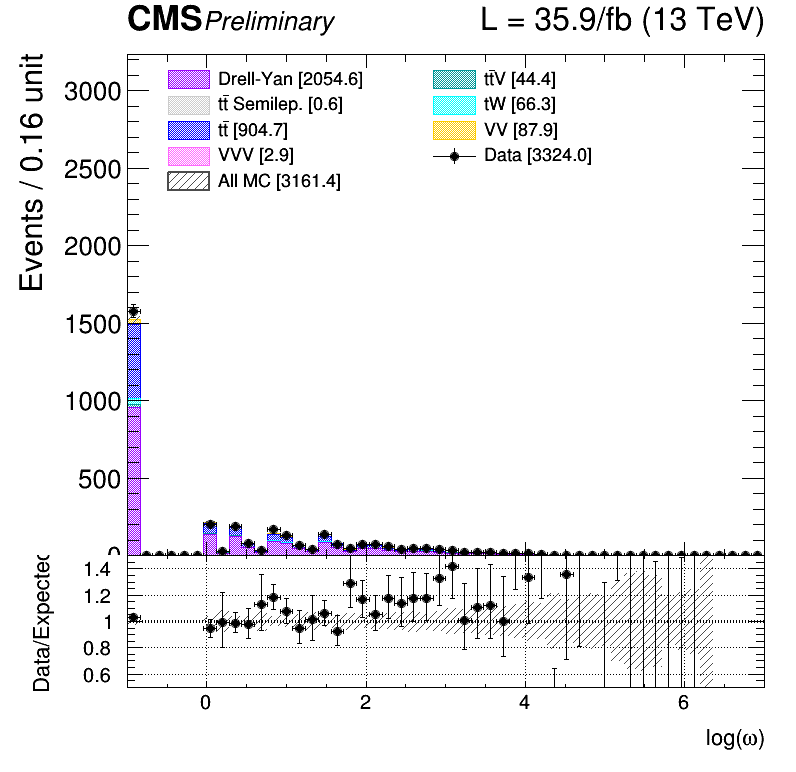 CMS Preliminary L = 35.9/fb (13 TeV)
Events / 0.16 unit
3000
2500
2000
1500
1000
500
0
Drell-Yan [2054.6]
tt̄ Semilep. [0.6]
tt̄ [904.7]
VVV [2.9]
All MC [3161.4]
tt̄V [44.4]
tW [66.3]
VV [87.9]
Data [3324.0]
Data/Expected
1.4
1.2
1
0.8
0.6
0 2 4 6
log(ω)